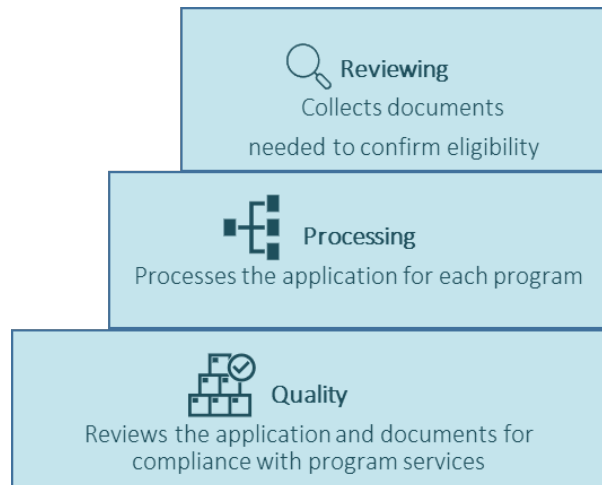 Reviewing
Collects documents
needed to confirm eligibility
Processing
Processes the application for each program
Quality
Reviews the application and documents for
compliance with program services